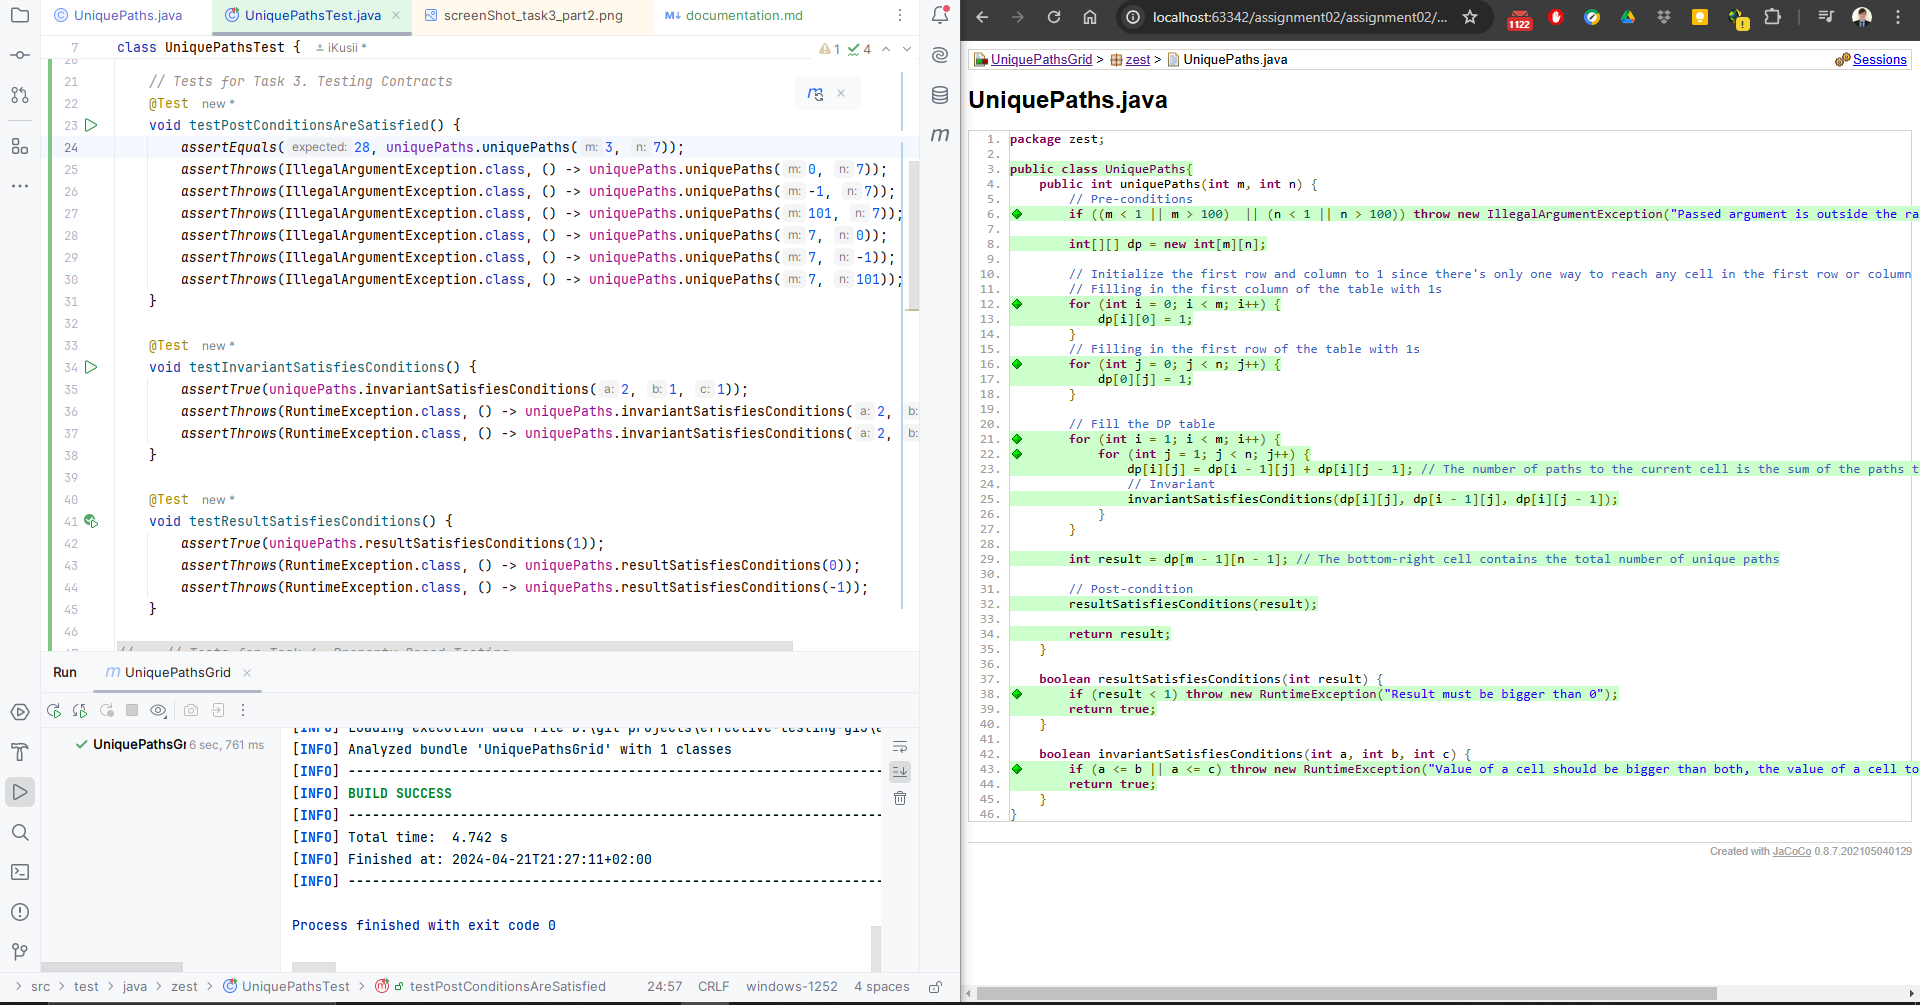 UniquePaths.java
UniquePathsTest.java
screenShot_task3_part2.png
documentation.md
7 class UniquePathsTest { iKusii *
1 4
21 // Tests for Task 3. Testing Contracts
22 @Test new *
23 void testPostConditionsAreSatisfied() {
24 assertEquals( expected: 28, uniquePaths.uniquePaths( m: 3, n: 7));
25 assertThrows(IllegalArgumentException.class, () -> uniquePaths.uniquePaths( m: 0, n: 7));
26 assertThrows(IllegalArgumentException.class, () -> uniquePaths.uniquePaths( m: -1, n: 7));
27 assertThrows(IllegalArgumentException.class, () -> uniquePaths.uniquePaths( m: 101, n: 7));
28 assertThrows(IllegalArgumentException.class, () -> uniquePaths.uniquePaths( m: 7, n: 0));
29 assertThrows(IllegalArgumentException.class, () -> uniquePaths.uniquePaths( m: 7, n: -1));
30 assertThrows(IllegalArgumentException.class, () -> uniquePaths.uniquePaths( m: 7, n: 101));
31 }
32
33 @Test new *
34 void testInvariantSatisfiesConditions() {
35 assertTrue(uniquePaths.invariantSatisfiesConditions( a: 2, b: 1, c: 1));
36 assertThrows(RuntimeException.class, () -> uniquePaths.invariantSatisfiesConditions( a: 2, b:
37 assertThrows(RuntimeException.class, () -> uniquePaths.invariantSatisfiesConditions( a: 2, b:
38 }
39
40 @Test new *
41 void testResultSatisfiesConditions() {
42 assertTrue(uniquePaths.resultSatisfiesConditions(1));
43 assertThrows(RuntimeException.class, () -> uniquePaths.resultSatisfiesConditions(0));
44 assertThrows(RuntimeException.class, () -> uniquePaths.resultSatisfiesConditions(-1));
45 }
46
Run UniquePathsGrid
UniquePathsGr 6 sec, 761 ms
[INFO] Loading execution data file D:\git projects\effective-testing-g15\a
[INFO] Analyzed bundle 'UniquePathsGrid' with 1 classes
[INFO] ------------------------------------------------------------------
[INFO] BUILD SUCCESS
[INFO] ------------------------------------------------------------------
[INFO] Total time: 4.742 s
[INFO] Finished at: 2024-04-21T21:27:11+02:00
[INFO] ------------------------------------------------------------------
Process finished with exit code 0
src > test > java > zest > UniquePathsTest > testPostConditionsAreSatisfied
24:57 CRLF windows-1252 4 spaces
localhost:63342/assignment02/assignment02/...
1122
UniquePathsGrid > zest > UniquePaths.java
Sessions
UniquePaths.java
1. package zest;
2.
3. public class UniquePaths{
4. public int uniquePaths(int m, int n) {
5. // Pre-conditions
6. if ((m < 1 || m > 100) || (n < 1 || n > 100)) throw new IllegalArgumentException("Passed argument is outside the ra
7.
8. int[][] dp = new int[m][n];
9.
10. // Initialize the first row and column to 1 since there's only one way to reach any cell in the first row or column
11. // Filling in the first column of the table with 1s
12. for (int i = 0; i < m; i++) {
13. dp[i][0] = 1;
14. }
15. // Filling in the first row of the table with 1s
16. for (int j = 0; j < n; j++) {
17. dp[0][j] = 1;
18. }
19.
20. // Fill the DP table
21. for (int i = 1; i < m; i++) {
22. for (int j = 1; j < n; j++) {
23. dp[i][j] = dp[i - 1][j] + dp[i][j - 1]; // The number of paths to the current cell is the sum of the paths t
24. // Invariant
25. invariantSatisfiesConditions(dp[i][j], dp[i - 1][j], dp[i][j - 1]);
26. }
27. }
28.
29. int result = dp[m - 1][n - 1]; // The bottom-right cell contains the total number of unique paths
30.
31. // Post-condition
32. resultSatisfiesConditions(result);
33.
34. return result;
35. }
36.
37. boolean resultSatisfiesConditions(int result) {
38. if (result < 1) throw new RuntimeException("Result must be bigger than 0");
39. return true;
40. }
41.
42. boolean invariantSatisfiesConditions(int a, int b, int c) {
43. if (a <= b || a <= c) throw new RuntimeException("Value of a cell should be bigger than both, the value of a cell to
44. return true;
45. }
46. }
Created with JaCoCo 0.8.7.202105040129